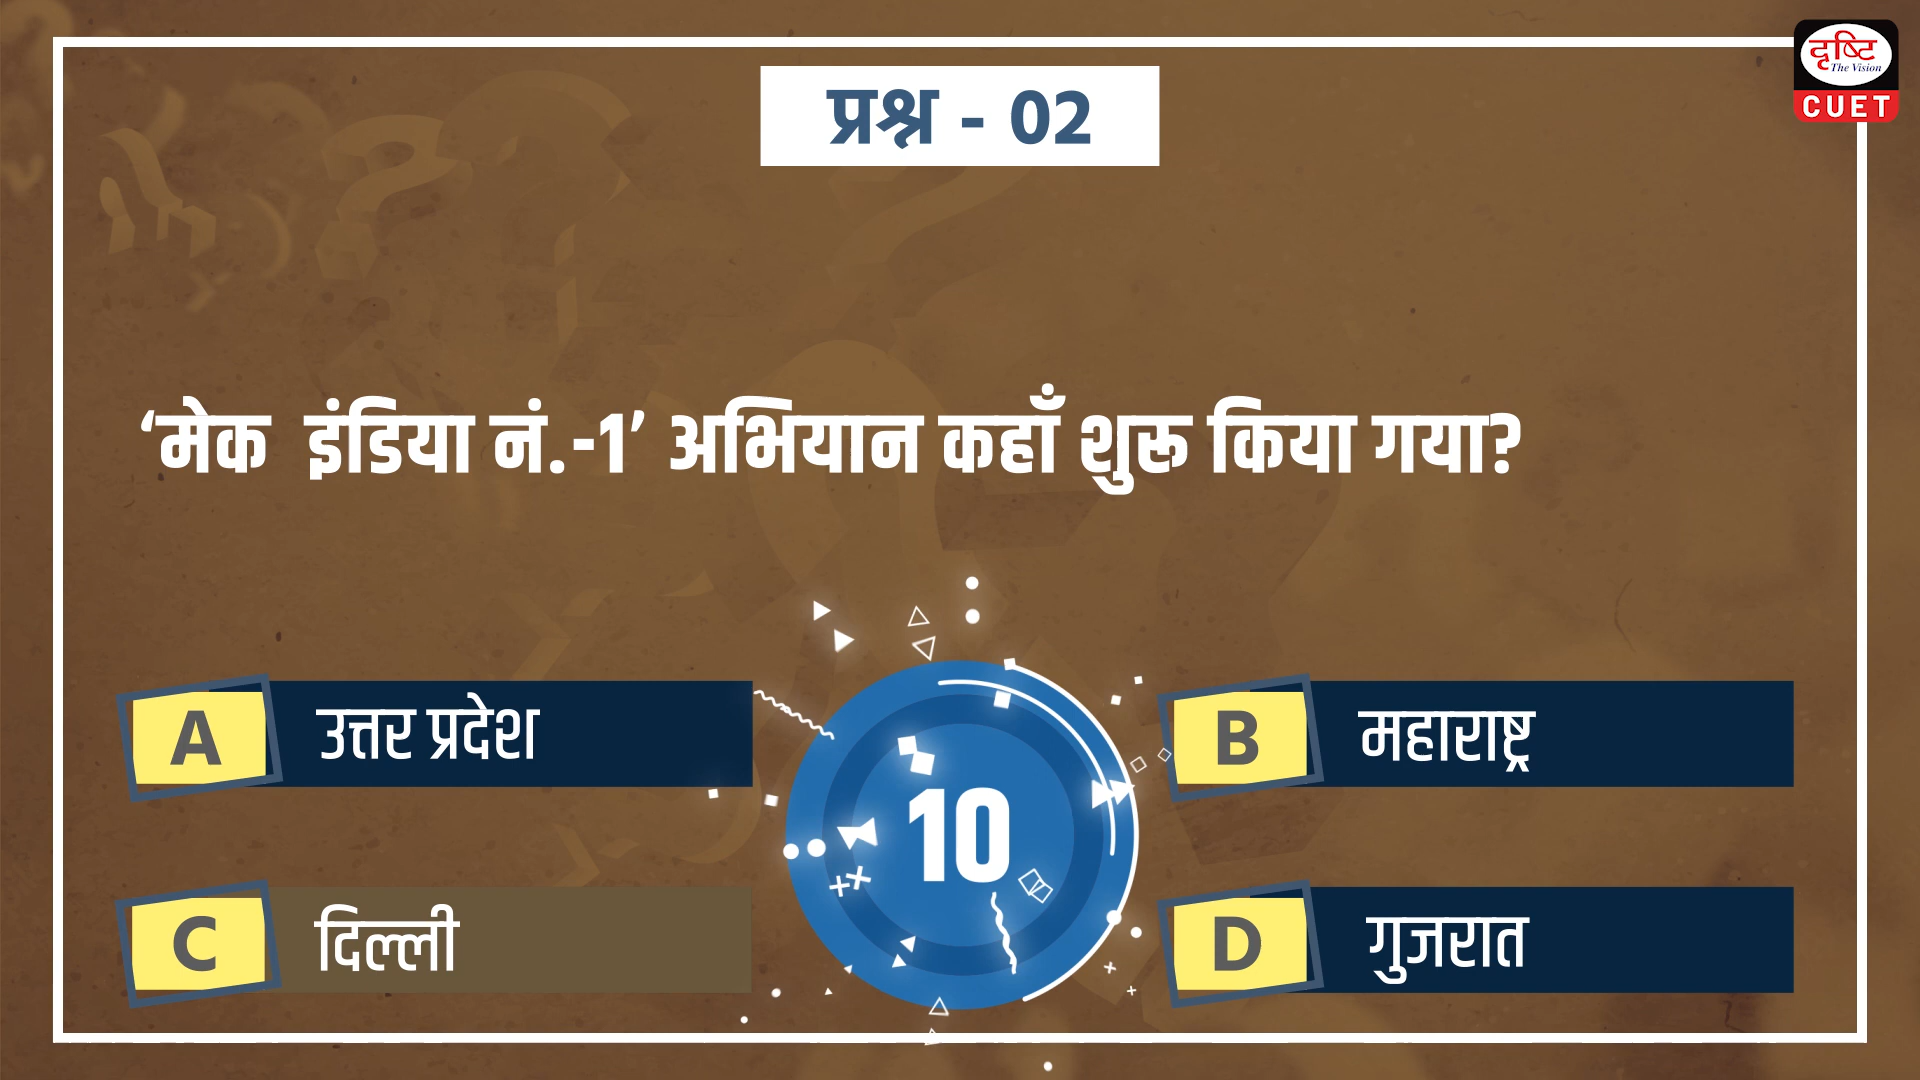 दृष्टि
The Vision
CUET
प्रश्न - 02
‘मेक इंडिया नं.-1’ अभियान कहाँ शुरू किया गया?
A उत्तर प्रदेश
B महाराष्ट्र
10
C दिल्ली
D गुजरात